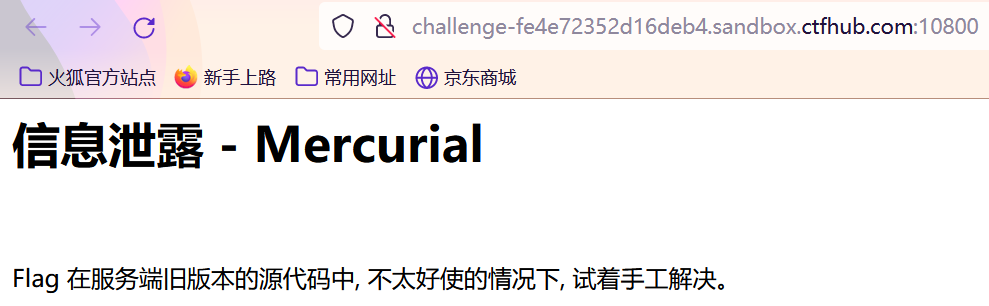 challenge-fe4e72352d16deb4.sandbox.ctfhub.com:10800
火狐官方站点 新手上路 常用网址 京东商城
信息泄露 - Mercurial
Flag 在服务端旧版本的源代码中, 不太好使的情况下, 试着手工解决。